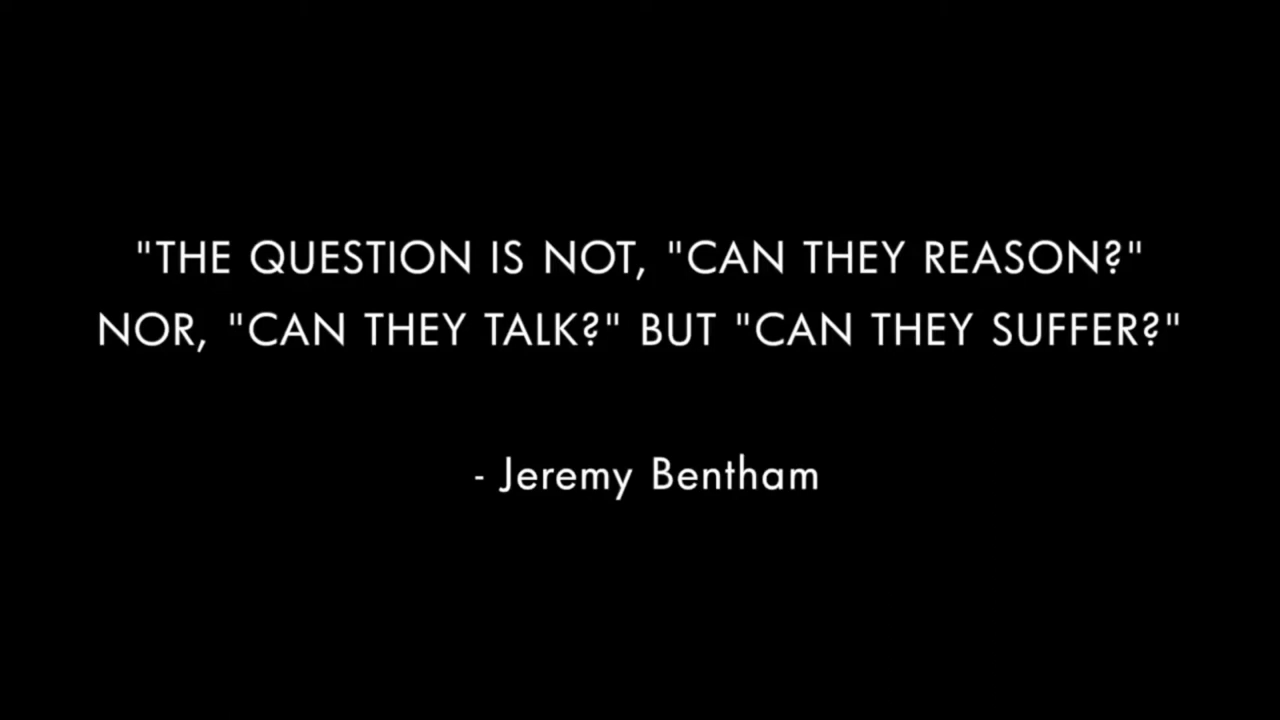 "THE QUESTION IS NOT, "CAN THEY REASON?"
NOR, "CAN THEY TALK?" BUT "CAN THEY SUFFER?"
- Jeremy Bentham